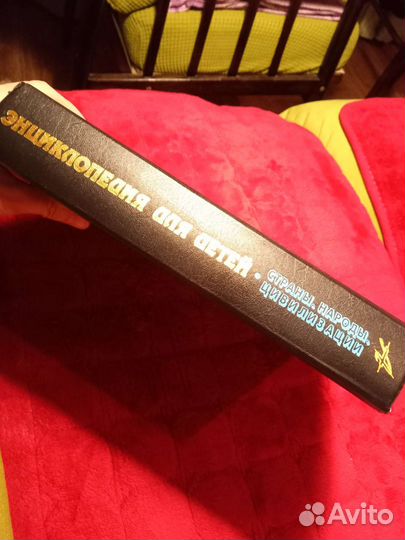 ЭНЦИКЛОПЕДИЯ ДЛЯ ДЕТЕЙ •
СТРАНЫ. НАРОДЫ.
ЦИВИЛИЗАЦИИ
Avito